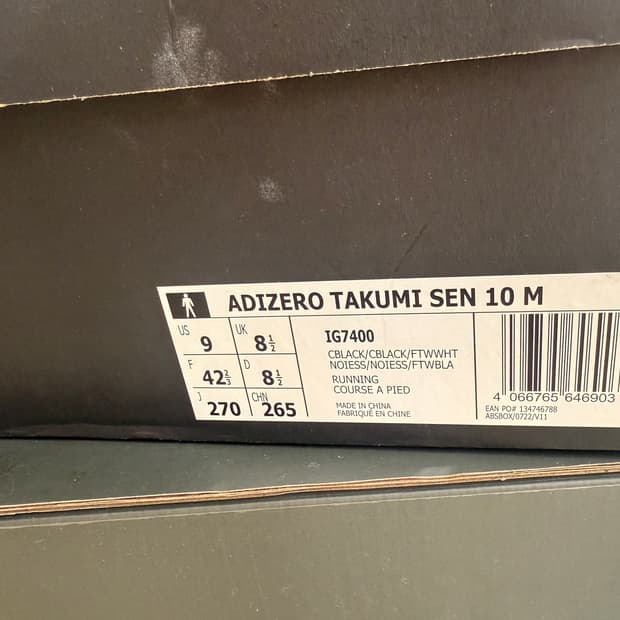 ADIZERO TAKUMI SEN 10 M
US 9 UK 8½
F 42⅔ D 8½
J 270 CHN 265
IG7400
CBLACK/CBLACK/FTWWHT
NOIESS/NOIESS/FTWBLA
RUNNING
COURSE A PIED
MADE IN CHINA
FABRIQUÉ EN CHINE
4 066765 646903
EAN PO# 134746788
ABSBOX/0722/V11